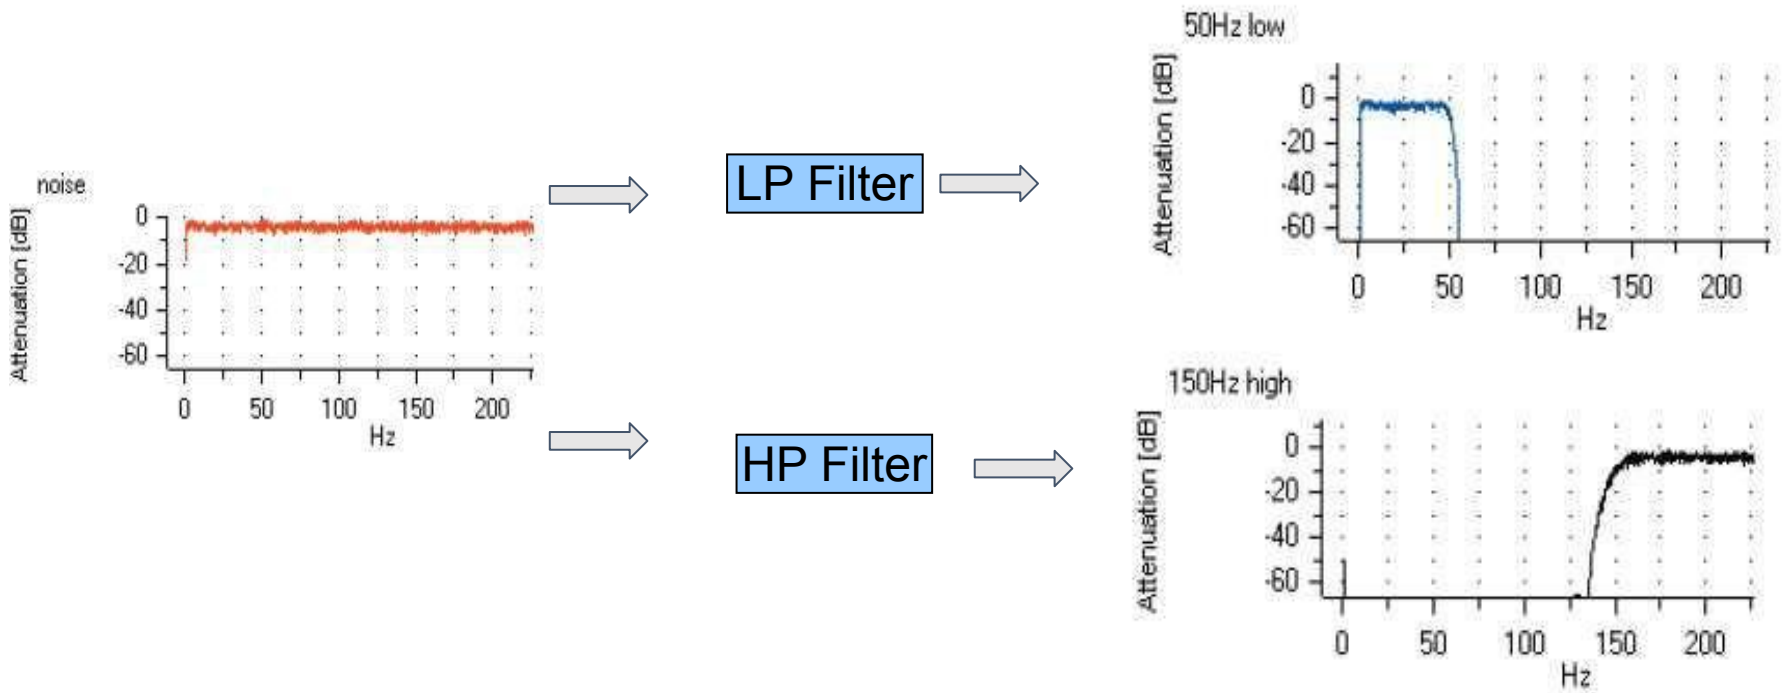 noise
Attenuation [dB]
0
-20
-40
-60
0 50 100 150 200
Hz
LP Filter
HP Filter
50Hz low
Attenuation [dB]
0
-20
-40
-60
0 50 100 150 200
Hz
150Hz high
Attenuation [dB]
0
-20
-40
-60
0 50 100 150 200
Hz